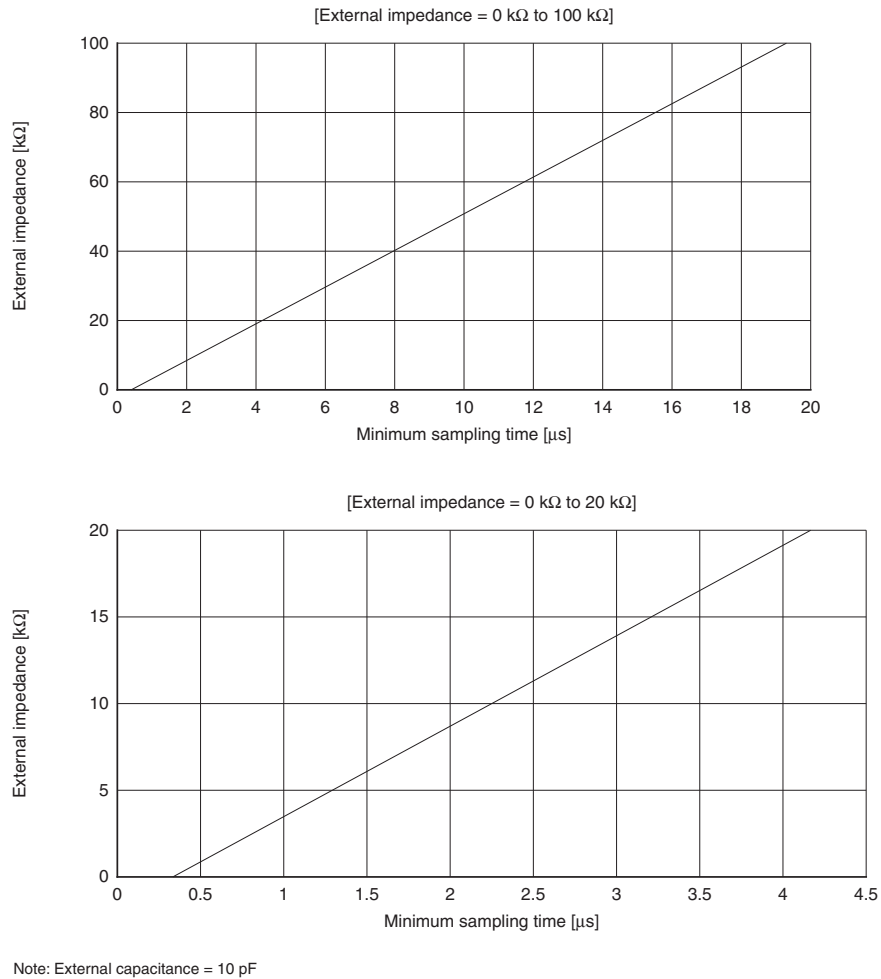 [External impedance = 0 kΩ to 100 kΩ]
100
80
60
40
20
0
External impedance [kΩ]
0 2 4 6 8 10 12 14 16 18 20
Minimum sampling time [μs]
[External impedance = 0 kΩ to 20 kΩ]
20
15
10
5
0
External impedance [kΩ]
0 0.5 1 1.5 2 2.5 3 3.5 4 4.5
Minimum sampling time [μs]
Note: External capacitance = 10 pF